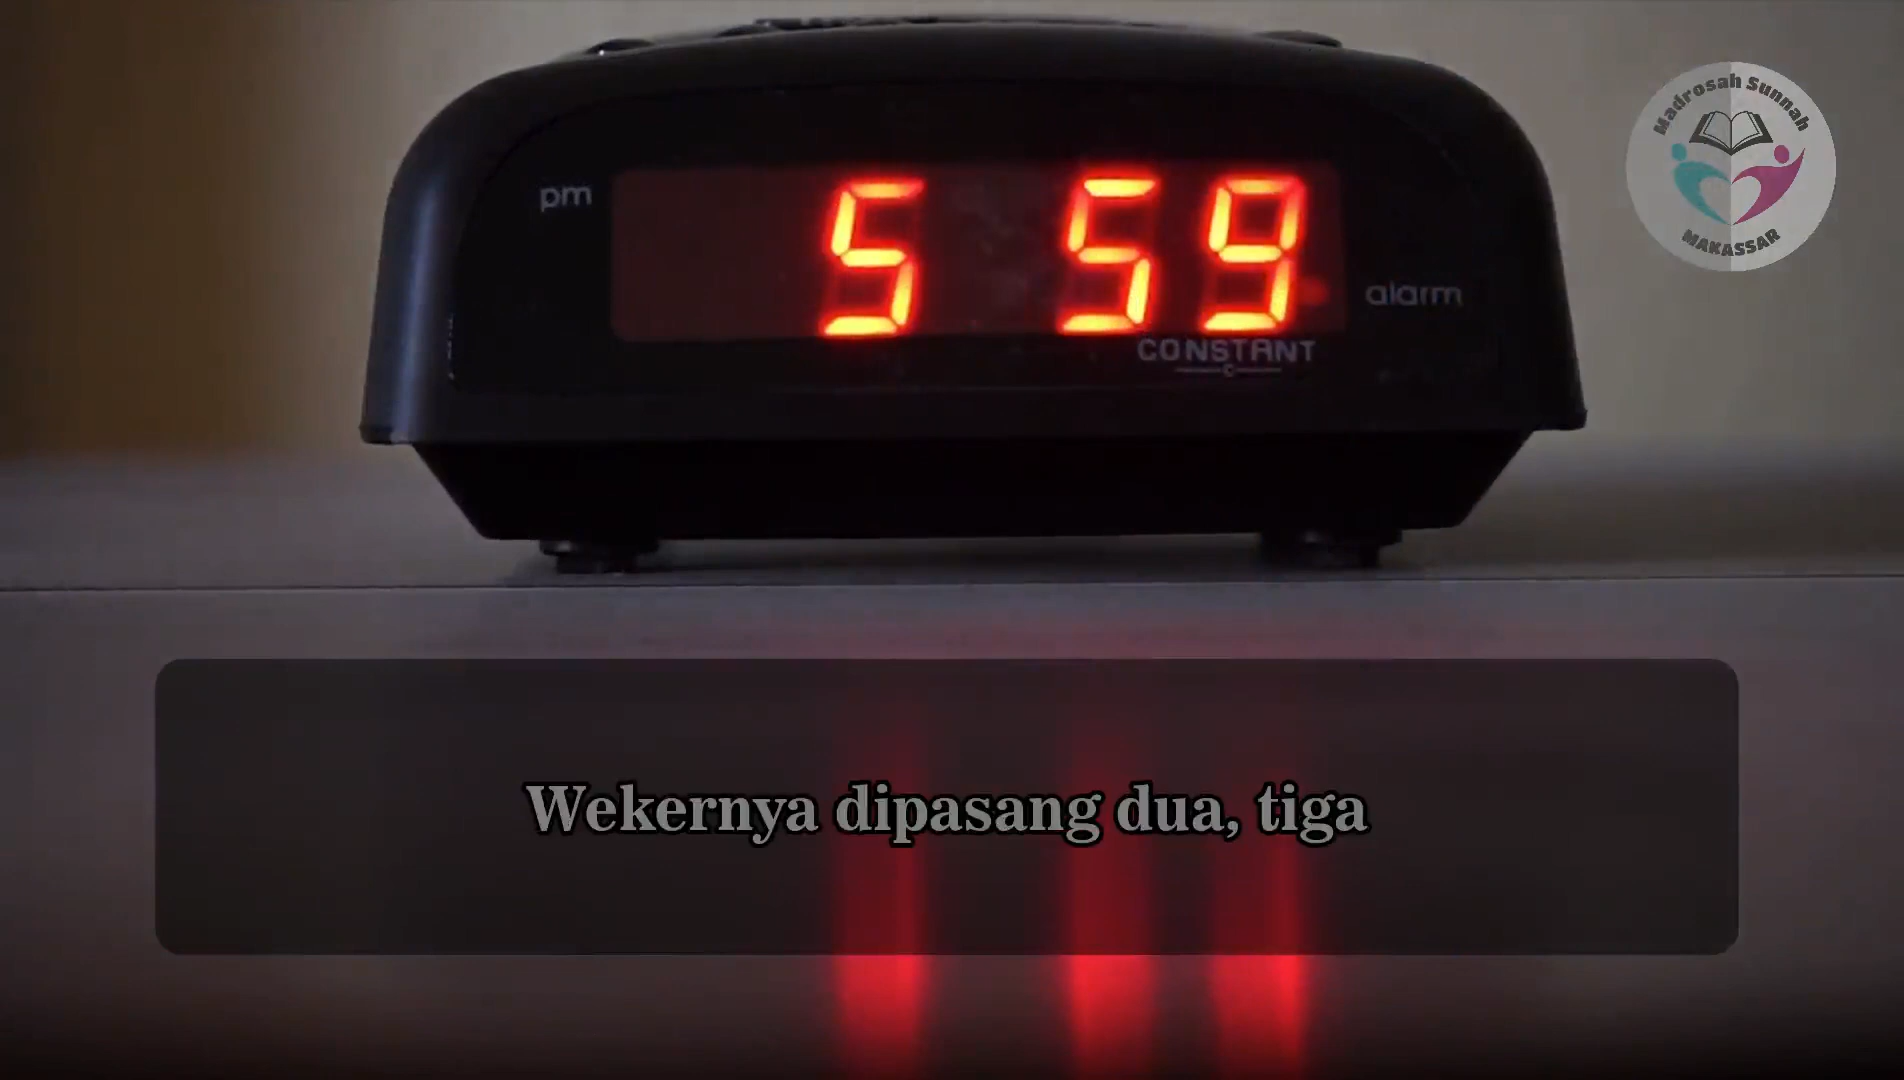 Madrosah Sunnah
MAKASSAR
pm
5 59
alarm
CONSTANT
Wekernya dipasang dua, tiga